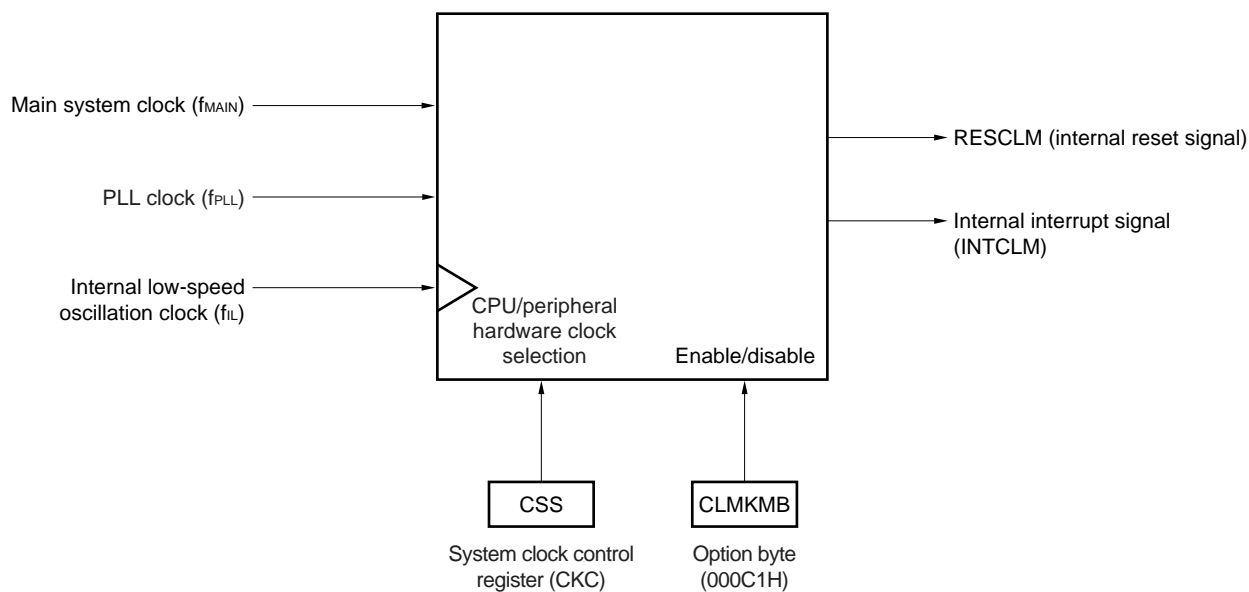 Main system clock (fMAIN)
RESCLM (internal reset signal)
PLL clock (fPLL)
Internal interrupt signal
(INTCLM)
Internal low-speed
oscillation clock (fIL)
CPU/peripheral
hardware clock
selection
Enable/disable
CSS
CLMKMB
System clock control
register (CKC)
Option byte
(000C1H)